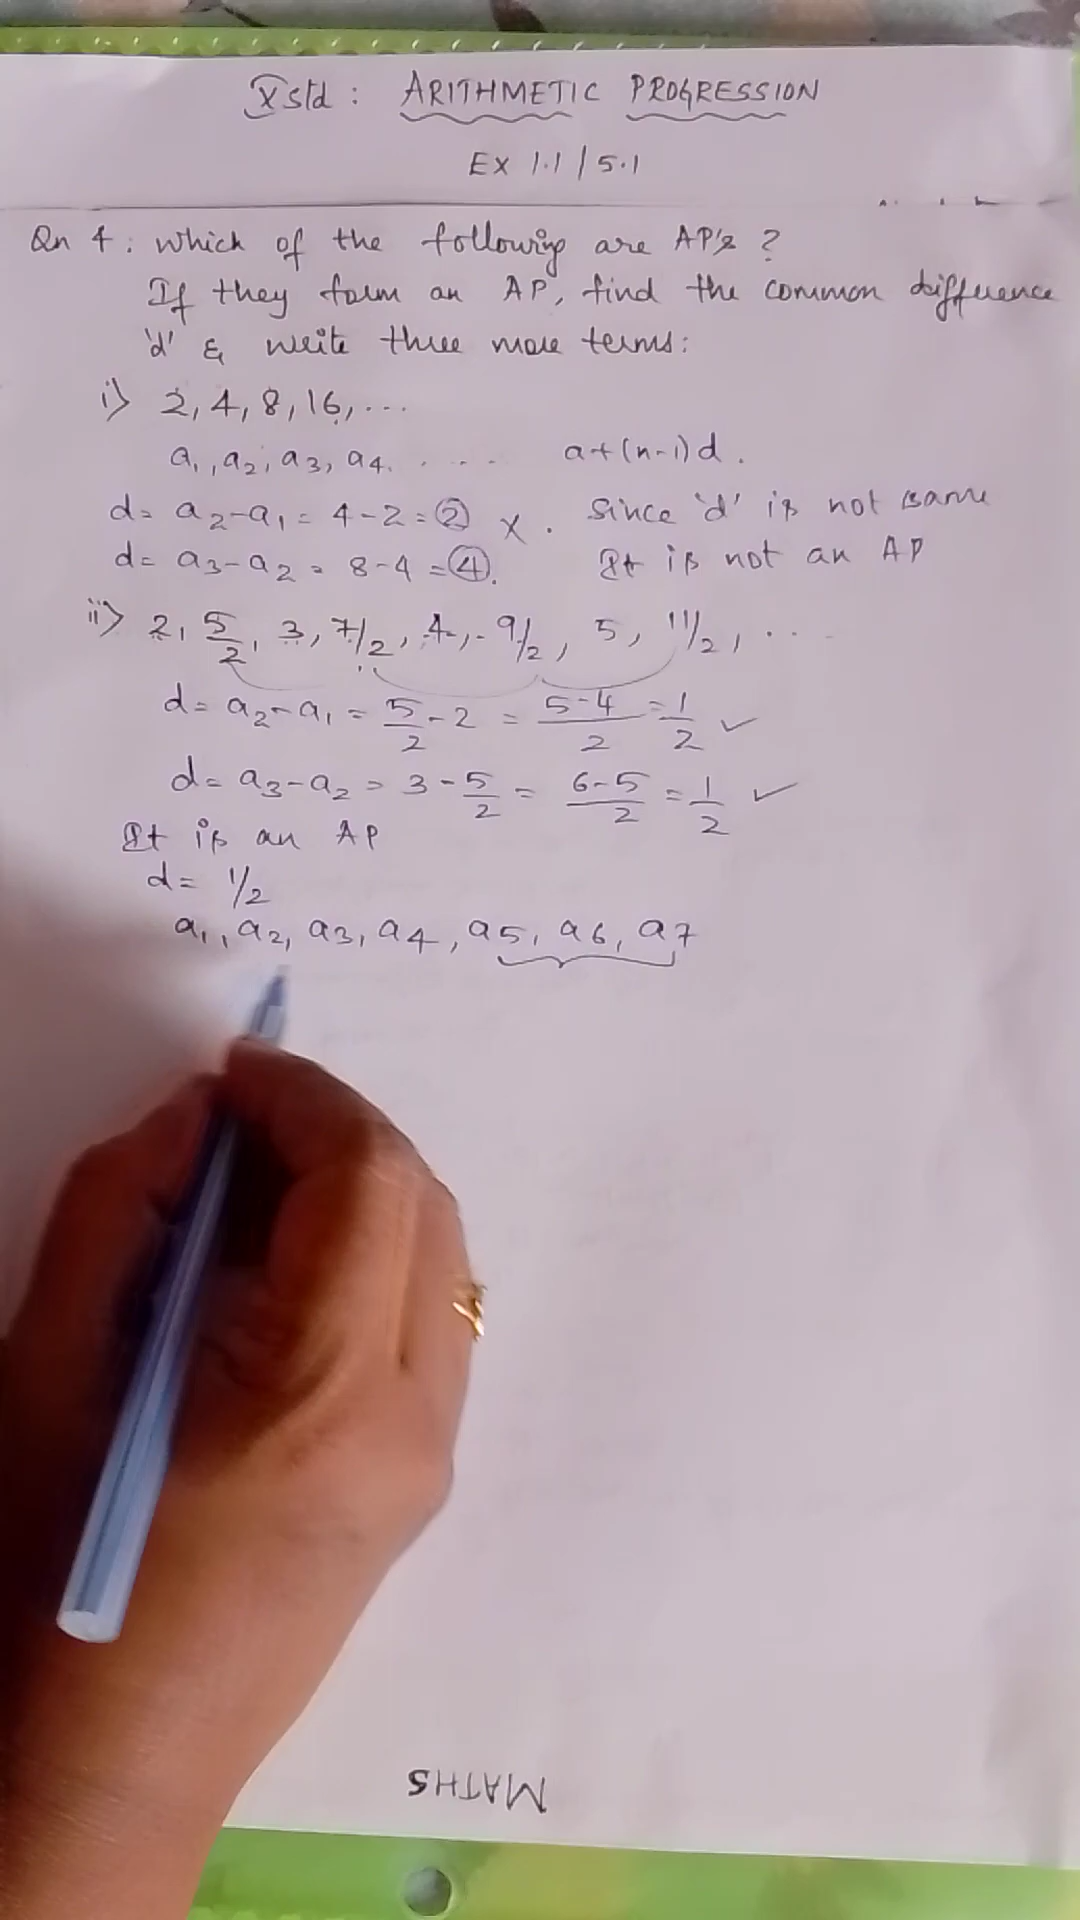 X std : ARITHMETIC PROGRESSION
Ex 1.1 / 5.1
Qn 4 : Which of the following are AP's ?
If they form an AP, find the common difference
'd' & write three more terms:
i) 2, 4, 8, 16, ...
a₁, a₂, a₃, a₄. . ... a+(n-1)d.
d = a₂-a₁ = 4-2 = 2 x . Since 'd' is not same
d = a₃-a₂ = 8-4 = 4. It is not an AP
ii) 2, 5/2, 3, 7/2, 4, 9/2, 5, 11/2, ...
d = a₂-a₁ = 5/2 - 2 = 5-4/2 = 1/2 ✓
d = a₃-a₂ = 3 - 5/2 = 6-5/2 = 1/2 ✓
It is an AP
d = 1/2
a₁, a₂, a₃, a₄, a5, a6, a7
MATHS